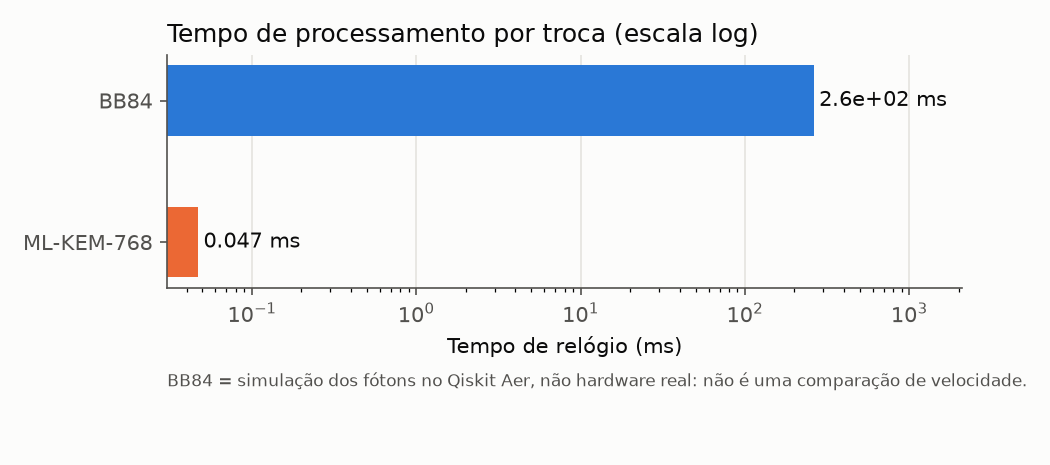 Tempo de processamento por troca (escala log)
BB84
2.6e+02 ms
ML-KEM-768
0.047 ms
10⁻¹ 10⁰ 10¹ 10² 10³
Tempo de relógio (ms)
BB84 = simulação dos fótons no Qiskit Aer, não hardware real: não é uma comparação de velocidade.